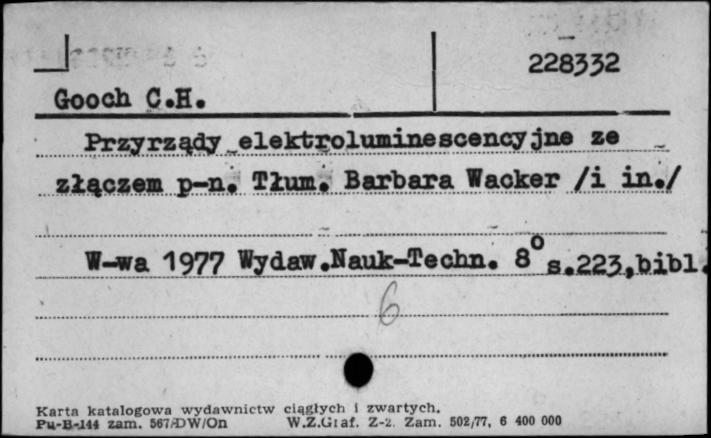 228332
Gooch C.H.
Przyrządy elektroluminescencyjne ze
złączem p-n. Tłum. Barbara Wacker /i in./
W-wa 1977 Wydaw.Nauk-Techn. 8° s.223,bibl.
6
Karta katalogowa wydawnictw ciągłych i zwartych.
Pu-B-144 zam. 567/DW/On W.Z.Graf. Z-2. Zam. 502/77, 6 400 000